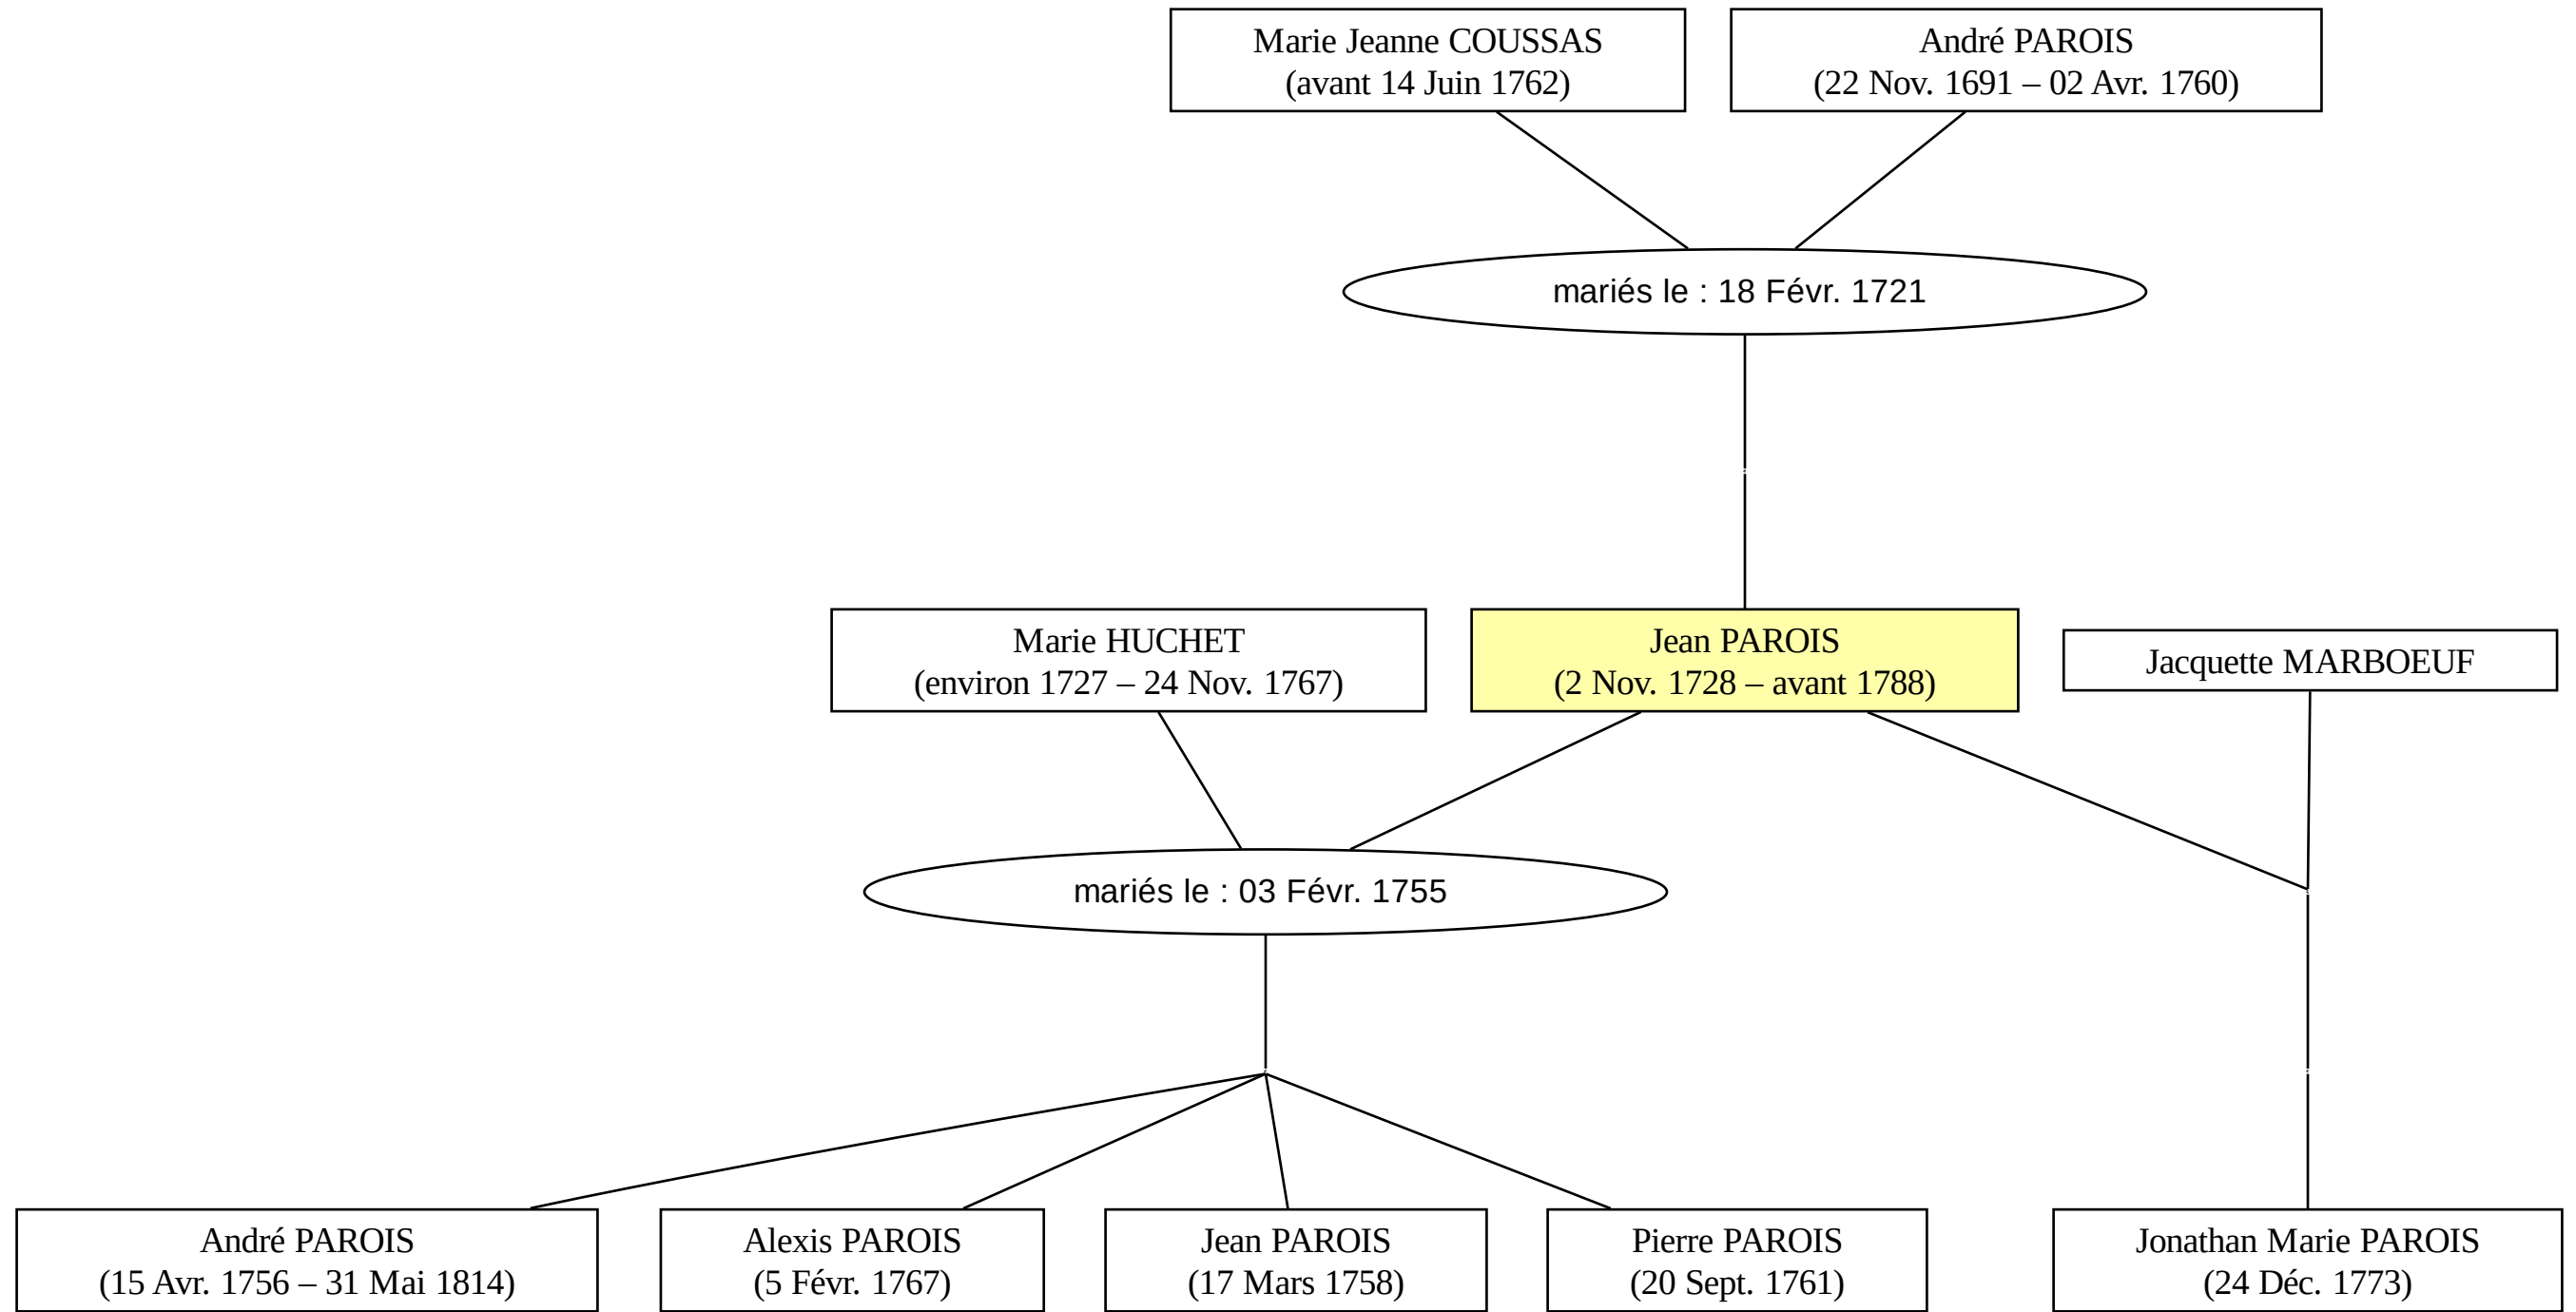 Marie Jeanne COUSSAS
(avant 14 Juin 1762)
André PAROIS
(22 Nov. 1691 – 02 Avr. 1760)
mariés le : 18 Févr. 1721
Marie HUCHET
(environ 1727 – 24 Nov. 1767)
Jean PAROIS
(2 Nov. 1728 – avant 1788)
Jacquette MARBOEUF
mariés le : 03 Févr. 1755
André PAROIS
(15 Avr. 1756 – 31 Mai 1814)
Alexis PAROIS
(5 Févr. 1767)
Jean PAROIS
(17 Mars 1758)
Pierre PAROIS
(20 Sept. 1761)
Jonathan Marie PAROIS
(24 Déc. 1773)